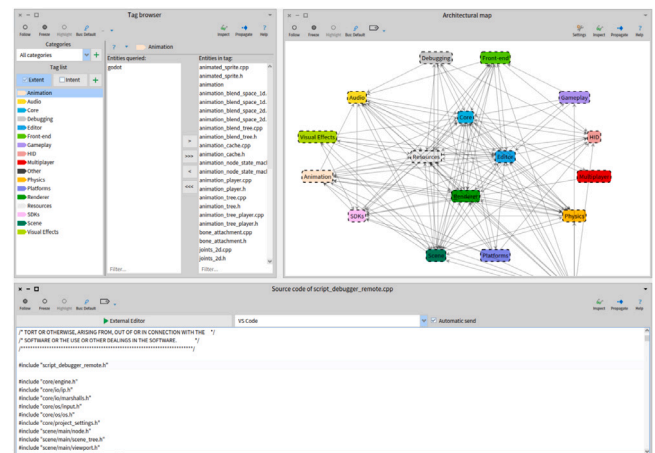 Tag browser
Follow Freeze Highlight Bus Default
Inspect Propagate Help
Categories
All categories
Tag list
Extent Intent
Animation
Audio
Core
Debugging
Editor
Front-end
Gameplay
HID
Multiplayer
Other
Physics
Platforms
Renderer
Resources
SDKs
Scene
Visual Effects
? Animation
Entities queried:
godot
Filter...
>
>>>
<
<<<
Entities in tag:
animated_sprite.cpp
animated_sprite.h
animation
animation_blend_space_1d.
animation_blend_space_1d.
animation_blend_space_2d.
animation_blend_space_2d.
animation_blend_tree.cpp
animation_blend_tree.h
animation_cache.cpp
animation_cache.h
animation_node_state_macl
animation_node_state_macl
animation_player.cpp
animation_player.h
animation_tree.cpp
animation_tree.h
animation_tree_player.cpp
animation_tree_player.h
bone_attachment.cpp
bone_attachment.h
joints_2d.cpp
joints_2d.h
Filter...
Architectural map
Follow Freeze Highlight Bus Default
Settings Inspect Propagate Help
Debugging
Front-end
Audio
Gameplay
Core
Visual Effects
HID
Resources
Editor
Animation
Multiplayer
Renderer
SDKs
Physics
Scene
Platforms
Source code of script_debugger_remote.cpp
Follow Freeze Highlight Bus Default
Inspect Propagate Help
External Editor
VS Code
Automatic send
/* TORT OR OTHERWISE, ARISING FROM, OUT OF OR IN CONNECTION WITH THE */
/* SOFTWARE OR THE USE OR OTHER DEALINGS IN THE SOFTWARE. */
#include "script_debugger_remote.h"
#include "core/engine.h"
#include "core/io/ip.h"
#include "core/io/marshalls.h"
#include "core/os/input.h"
#include "core/os/os.h"
#include "core/project_settings.h"
#include "scene/main/node.h"
#include "scene/main/scene_tree.h"
#include "scene/main/viewport.h"